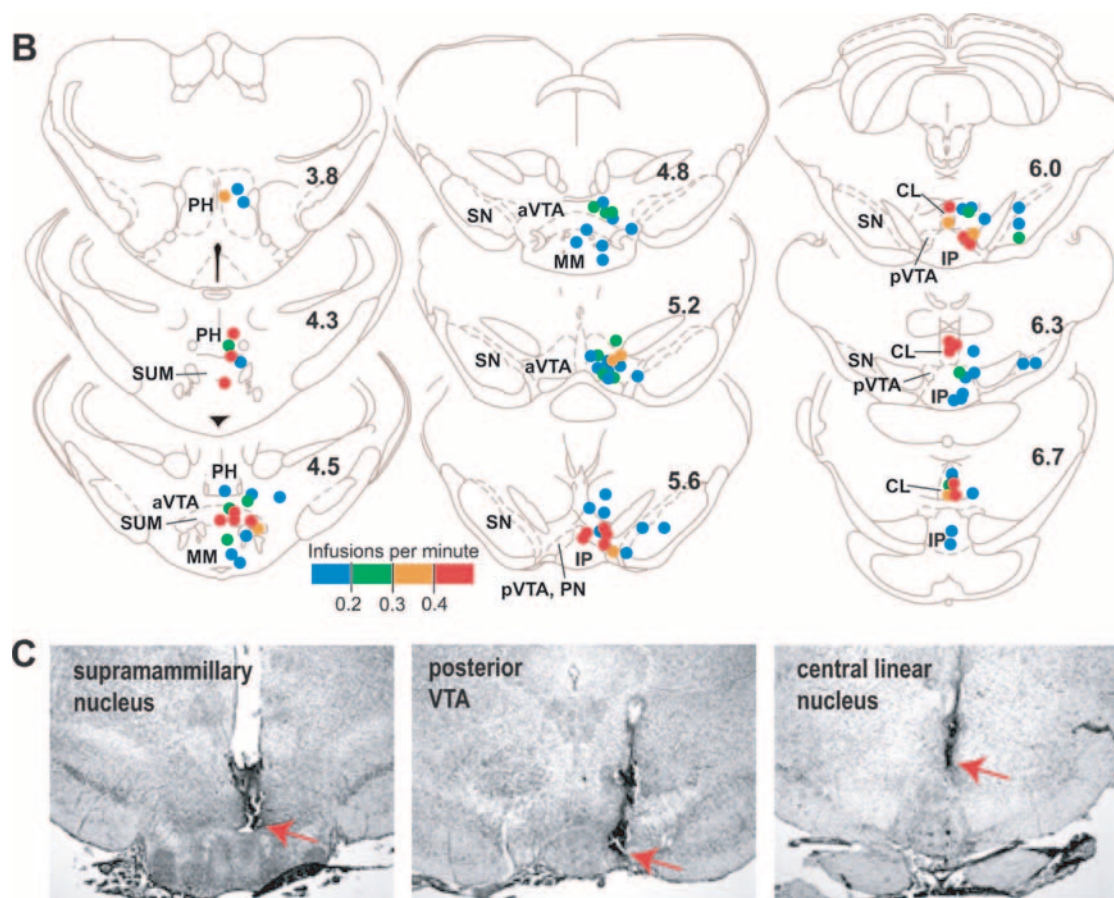 B
3.8
PH
4.3
PH
SUM
4.5
PH
aVTA
SUM
MM
4.8
SN
aVTA
MM
5.2
SN
aVTA
5.6
SN
IP
pVTA, PN
6.0
CL
SN
IP
pVTA
6.3
CL
SN
pVTA
IP
6.7
CL
IP
Infusions per minute
0.2 0.3 0.4
C
supramammillary
nucleus
posterior
VTA
central linear
nucleus